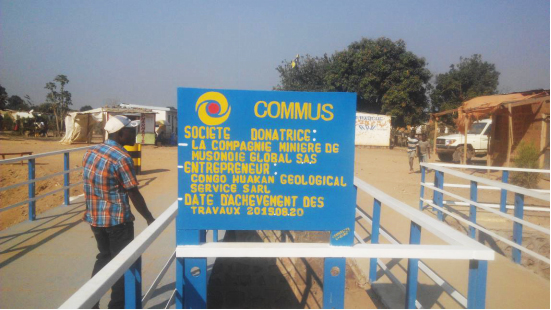 COMMUS
SOCIETE DONATRICE:
LA COMPAGNIE MINIERE DE
MUSONOIE GLOBAL SAS
ENTREPRENEUR:
CONGO HUAKAN GEOLOGICAL
SERVICE SARL
DATE D'ACHEVEMENT DES
TRAVAUX 2015.08.20